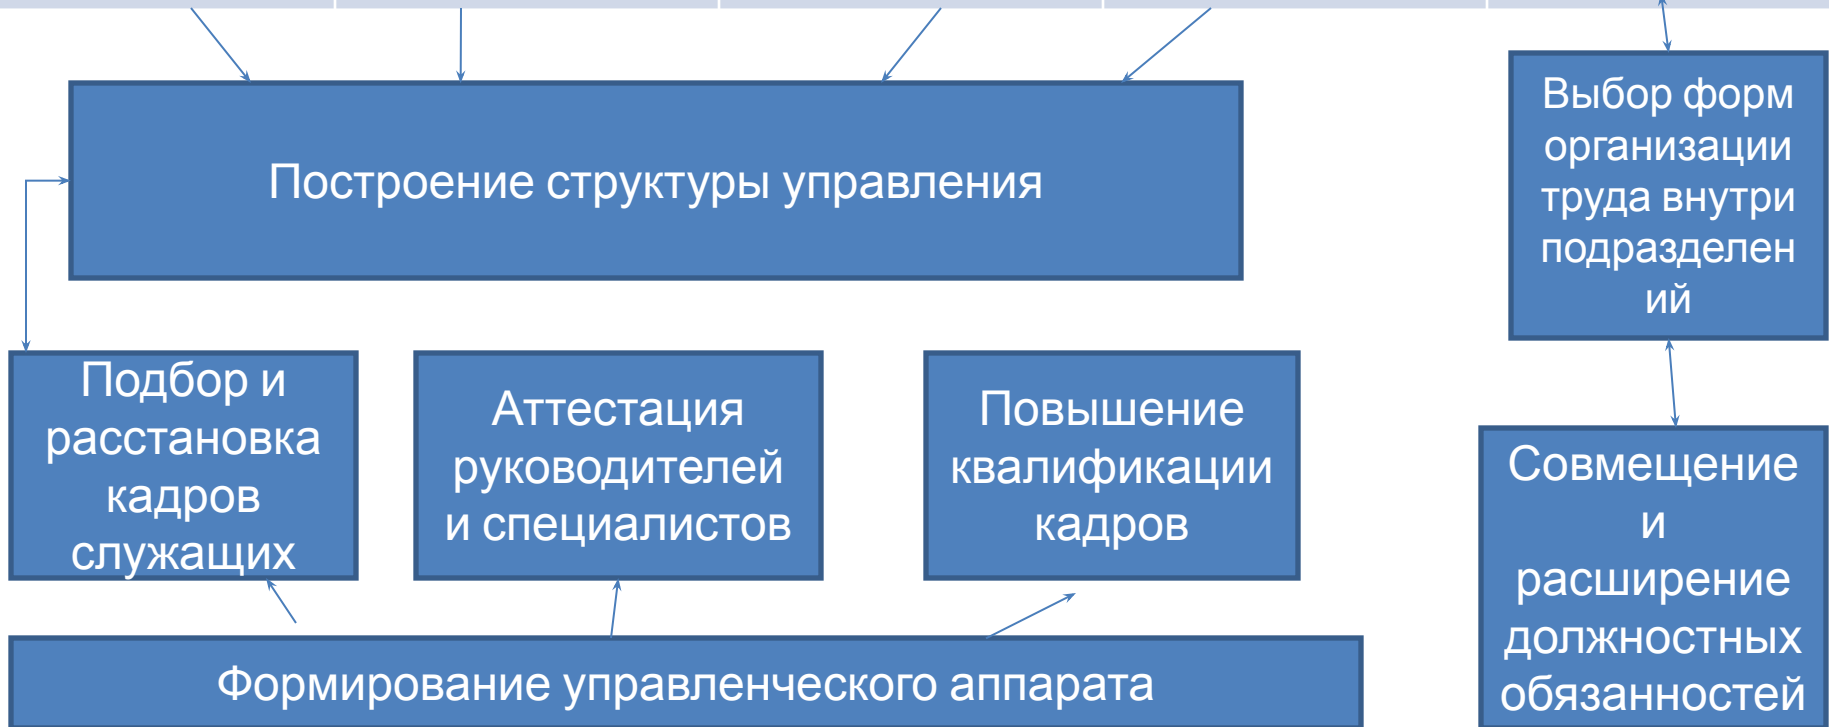 Построение структуры управления
Выбор форм
организации
труда внутри
подразделен
ий
Подбор и
расстановка
кадров
служащих
Аттестация
руководителей
и специалистов
Повышение
квалификации
кадров
Совмещение
и
расширение
должностных
обязанностей
Формирование управленческого аппарата